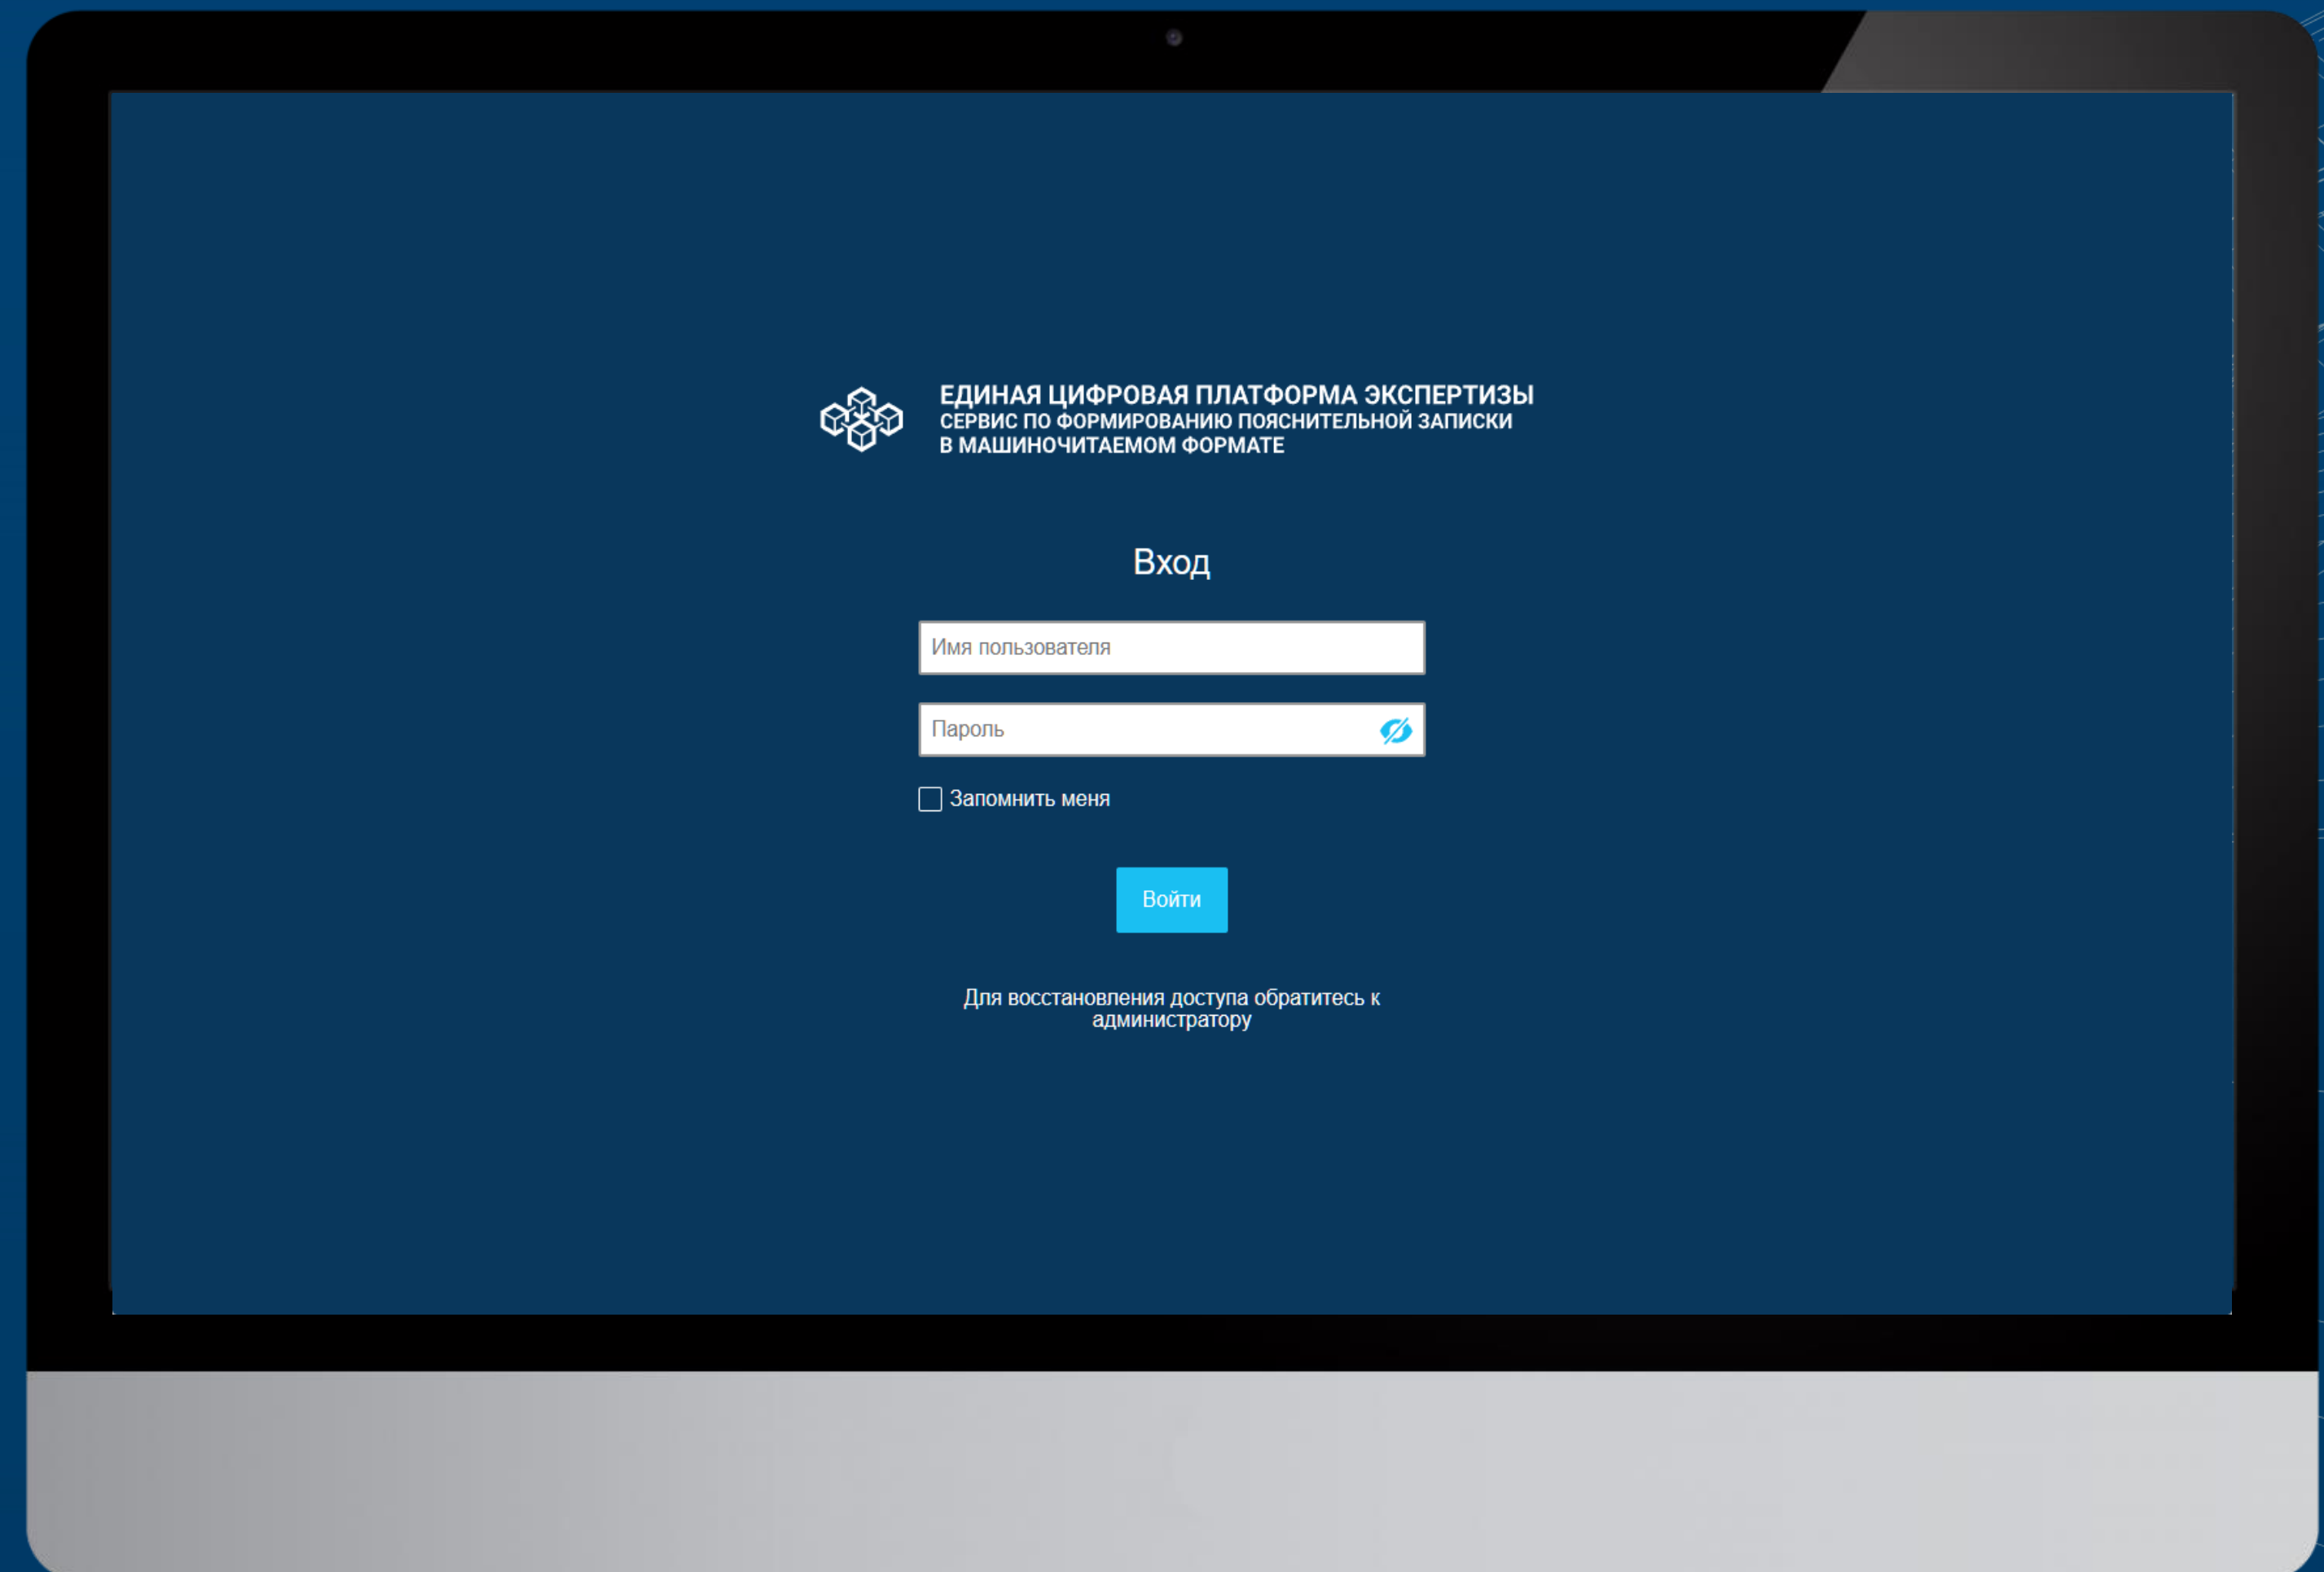 ЕДИНАЯ ЦИФРОВАЯ ПЛАТФОРМА ЭКСПЕРТИЗЫ
СЕРВИС ПО ФОРМИРОВАНИЮ ПОЯСНИТЕЛЬНОЙ ЗАПИСКИ
В МАШИНОЧИТАЕМОМ ФОРМАТЕ
Вход
Имя пользователя
Пароль
Запомнить меня
Войти
Для восстановления доступа обратитесь к
администратору